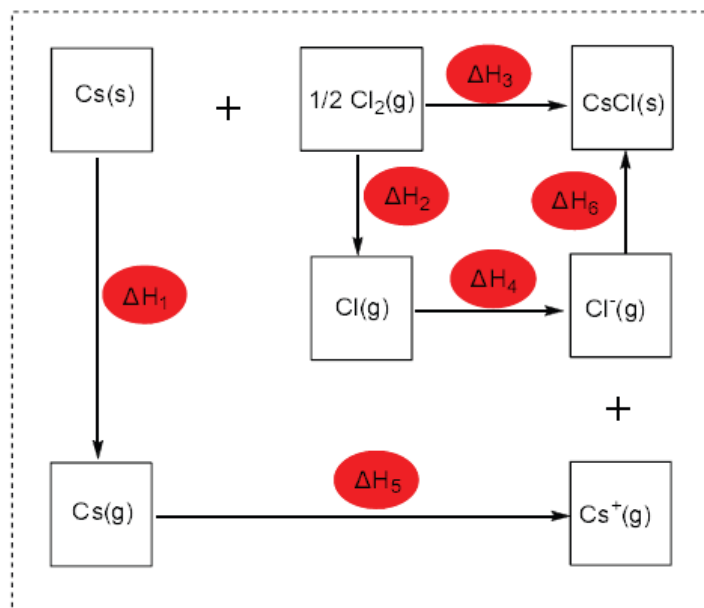 Cs(s) + 1/2 Cl₂(g) ΔH₃ CsCl(s)
ΔH₁ ΔH₂ ΔH₆
Cl(g) ΔH₄ Cl⁻(g)
+
Cs(g) ΔH₅ Cs⁺(g)